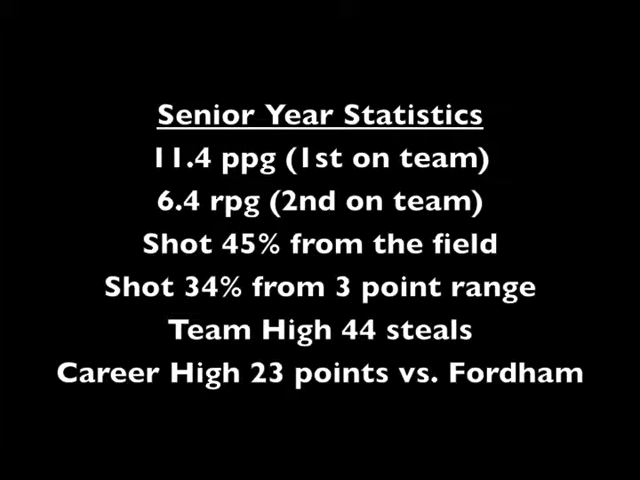 Senior Year Statistics
11.4 ppg (1st on team)
6.4 rpg (2nd on team)
Shot 45% from the field
Shot 34% from 3 point range
Team High 44 steals
Career High 23 points vs. Fordham